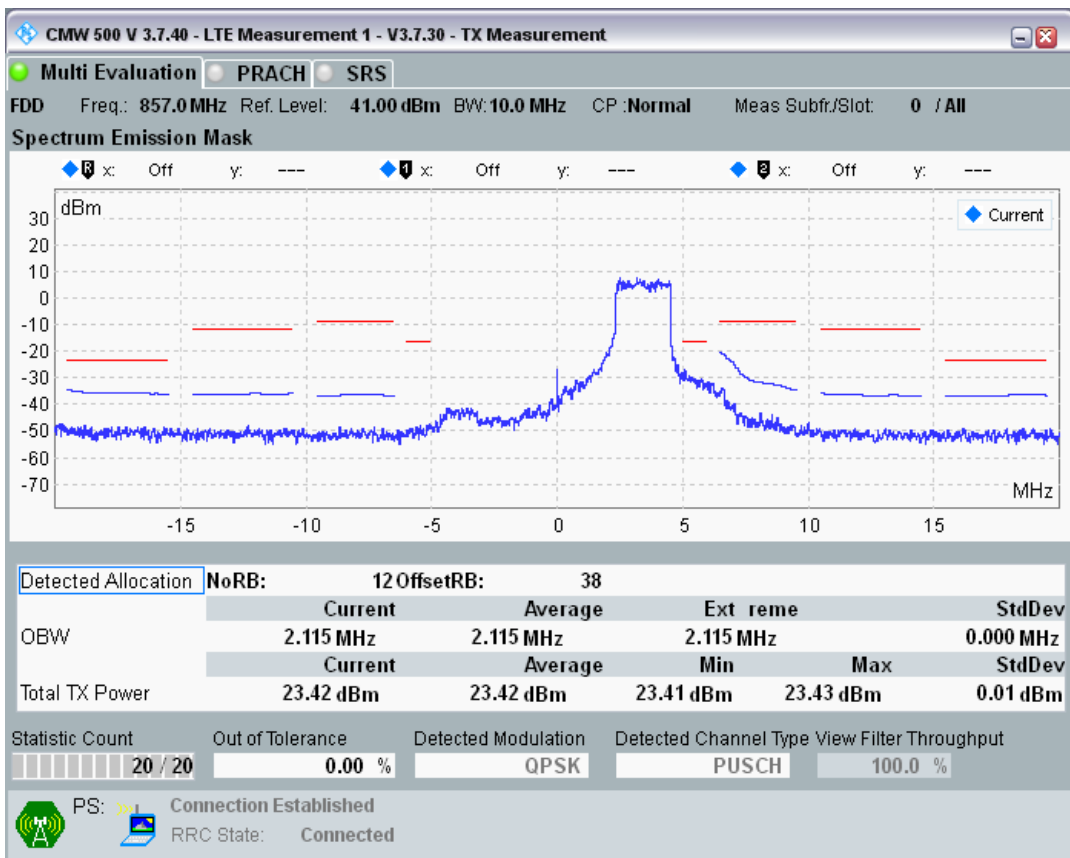 CMW 500 V 3.7.40 - LTE Measurement 1 - V3.7.30 - TX Measurement
Multi Evaluation PRACH SRS
FDD Freq.: 857.0 MHz Ref. Level: 41.00 dBm BW: 10.0 MHz CP :Normal Meas Subfr./Slot: 0 / All
Spectrum Emission Mask
R x: Off y: --- 1 x: Off y: --- 2 x: Off y: ---
dBm
Current
30
20
10
0
-10
-20
-30
-40
-50
-60
-70
MHz
-15 -10 -5 0 5 10 15
Detected Allocation NoRB: 12 OffsetRB: 38
Current Average Ext reme StdDev
OBW 2.115 MHz 2.115 MHz 2.115 MHz 0.000 MHz
Current Average Min Max StdDev
Total TX Power 23.42 dBm 23.42 dBm 23.41 dBm 23.43 dBm 0.01 dBm
Statistic Count Out of Tolerance Detected Modulation Detected Channel Type View Filter Throughput
20 / 20 0.00 % QPSK PUSCH 100.0 %
PS: Connection Established
RRC State: Connected